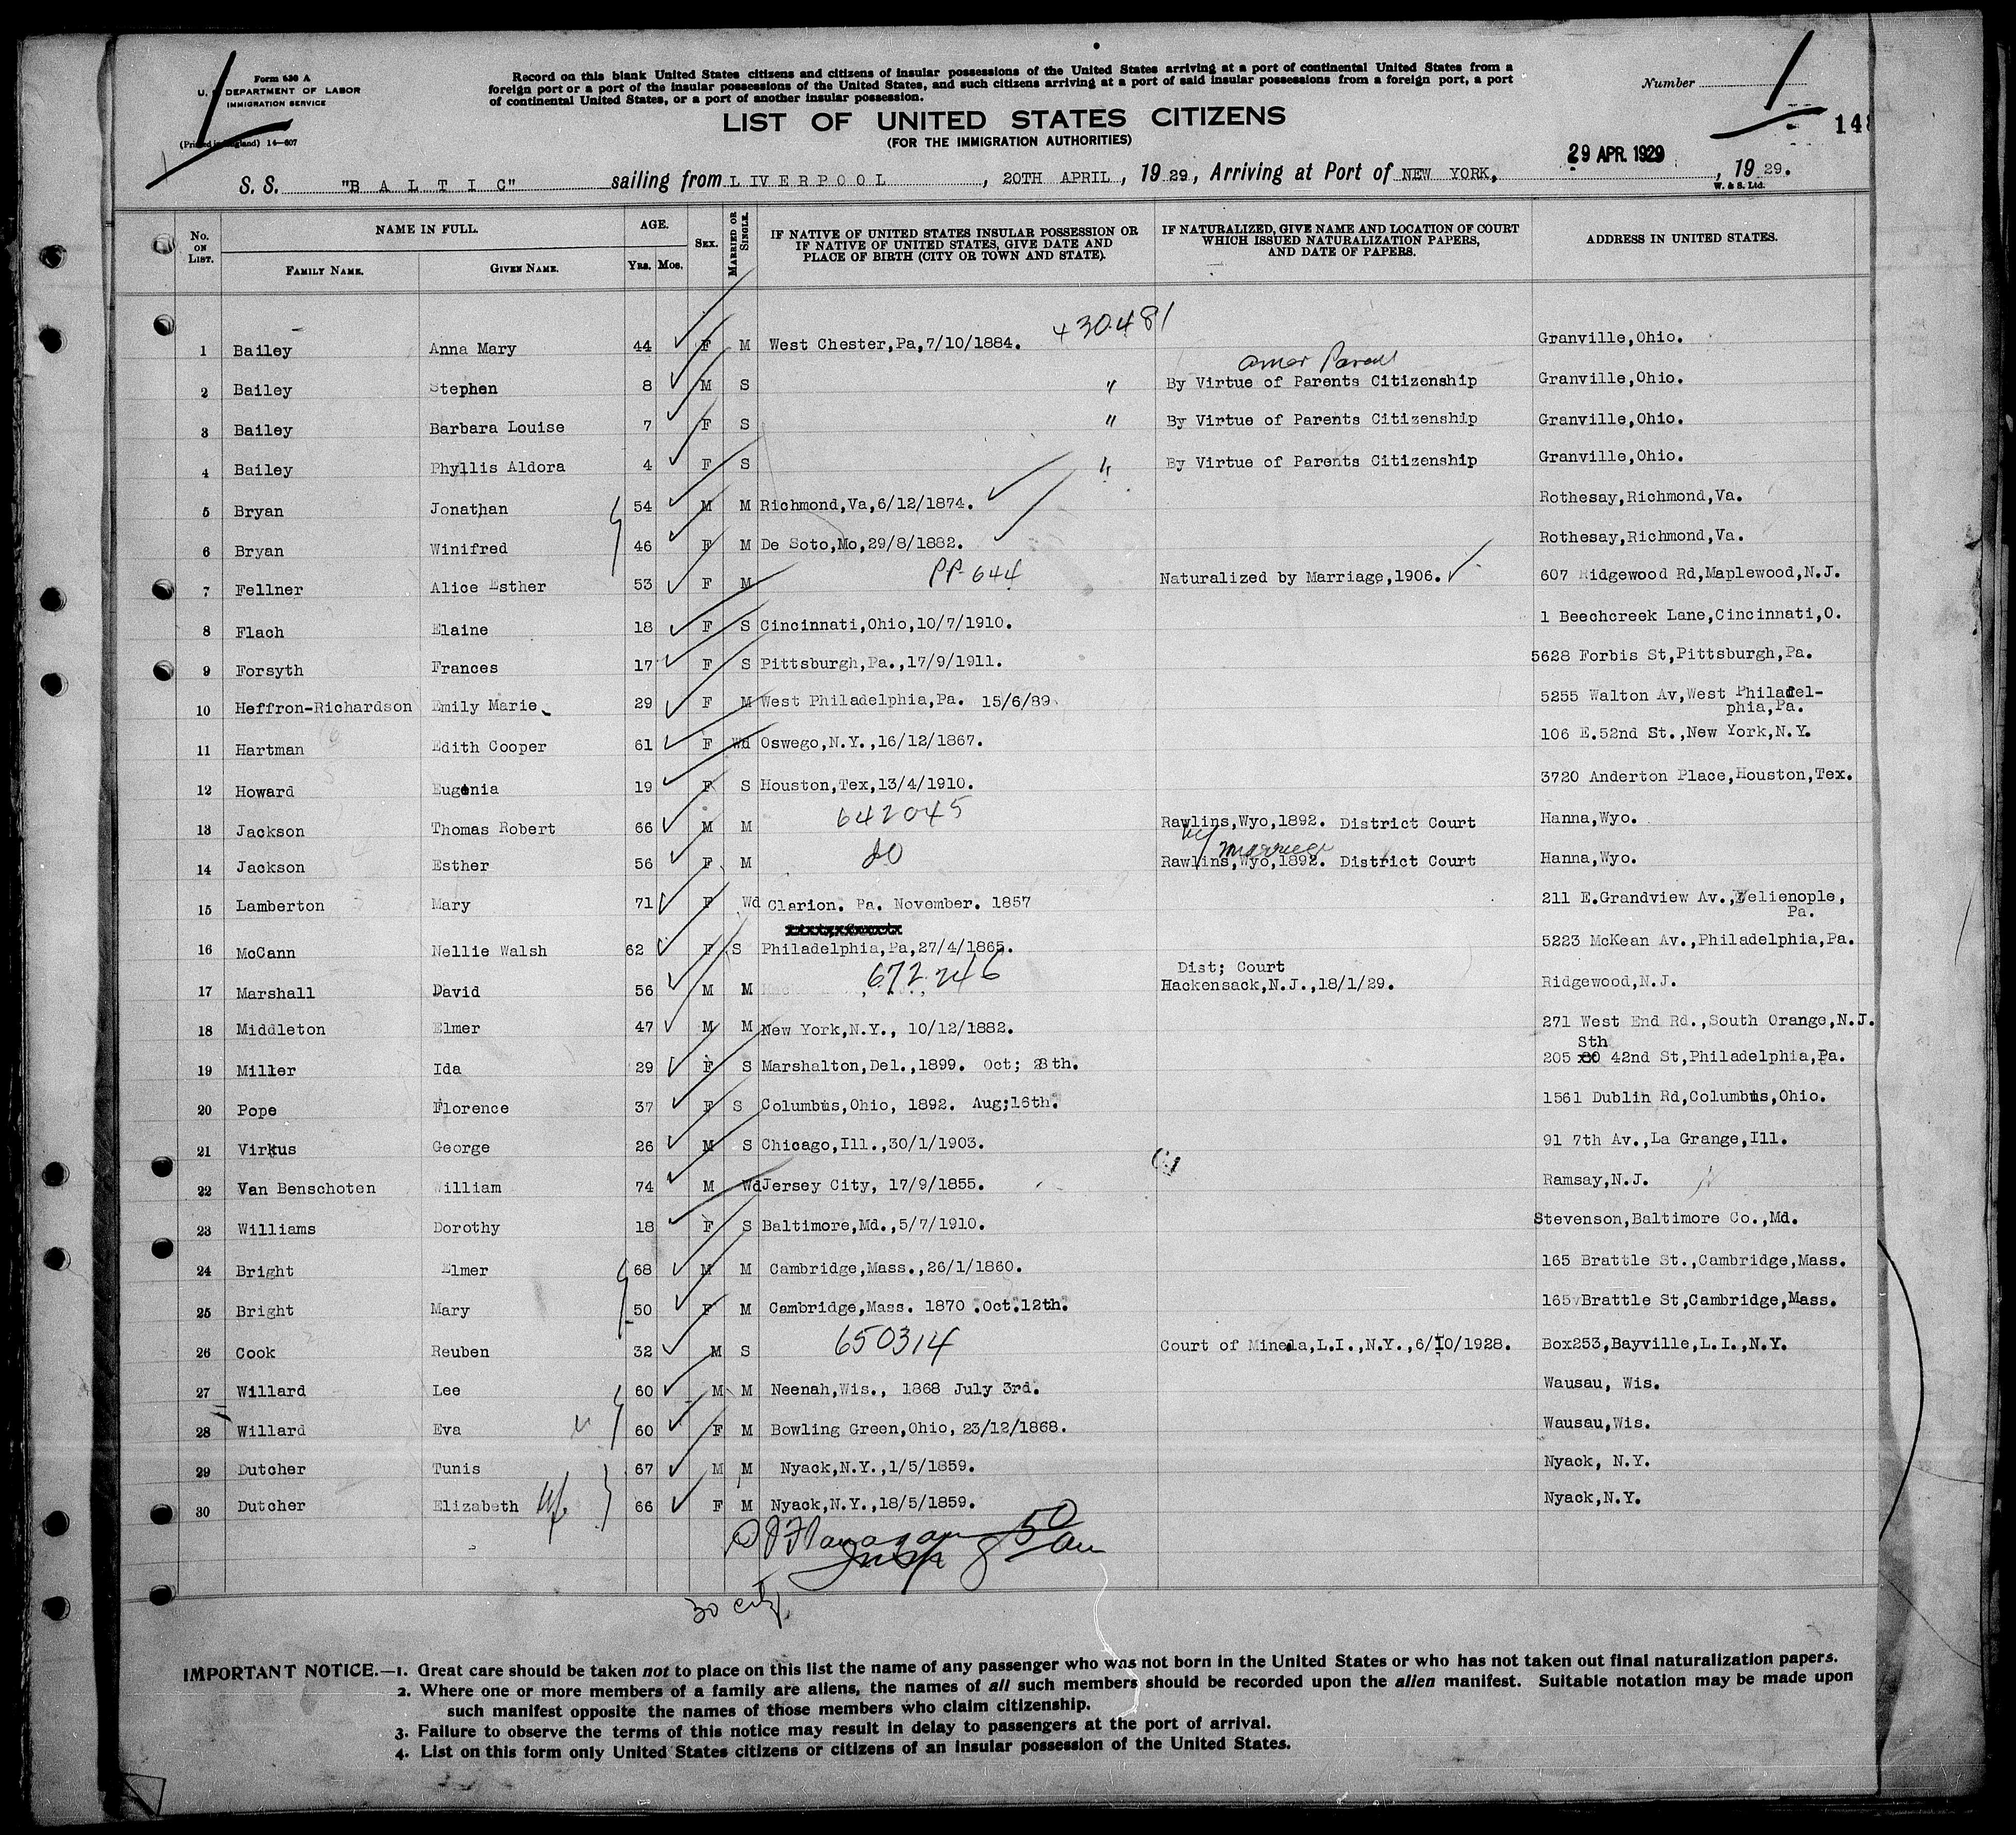 Form 630 A
U. S. DEPARTMENT OF LABOR
IMMIGRATION SERVICE
(Printed in England) 14—607
Record on this blank United States citizens and citizens of insular possessions of the United States arriving at a port of continental United States from a
foreign port or a port of the insular possessions of the United States, and such citizens arriving at a port of said insular possessions from a foreign port, a port
of continental United States, or a port of another insular possession.
Number 1
LIST OF UNITED STATES CITIZENS
(FOR THE IMMIGRATION AUTHORITIES)
148
S. S. "B A L T I C" sailing from LIVERPOOL, 20TH APRIL, 1929, Arriving at Port of NEW YORK, 29 APR. 1929, 1929.
W. & S. Ltd.
No. ON LIST. NAME IN FULL. FAMILY NAME. GIVEN NAME. AGE. YRS. MOS. SEX. MARRIED OR SINGLE. IF NATIVE OF UNITED STATES INSULAR POSSESSION OR IF NATIVE OF UNITED STATES, GIVE DATE AND PLACE OF BIRTH (CITY OR TOWN AND STATE). IF NATURALIZED, GIVE NAME AND LOCATION OF COURT WHICH ISSUED NATURALIZATION PAPERS, AND DATE OF PAPERS. ADDRESS IN UNITED STATES.
1 Bailey Anna Mary 44 F M West Chester,Pa,7/10/1884. 430481 Granville,Ohio.
2 Bailey Stephen 8 M S " By Virtue of Parents Citizenship Granville,Ohio.
3 Bailey Barbara Louise 7 F S " By Virtue of Parents Citizenship Granville,Ohio.
4 Bailey Phyllis Aldora 4 F S " By Virtue of Parents Citizenship Granville,Ohio.
5 Bryan Jonathan 54 M M Richmond,Va,6/12/1874. Rothesay,Richmond,Va.
6 Bryan Winifred 46 F M De Soto,Mo,29/8/1882. Rothesay,Richmond,Va.
7 Fellner Alice Esther 53 F M PP-644 Naturalized by Marriage,1906. 607 Ridgewood Rd,Maplewood,N.J.
8 Flach Elaine 18 F S Cincinnati,Ohio,10/7/1910. 1 Beechcreek Lane,Cincinnati,O.
9 Forsyth Frances 17 F S Pittsburgh,Pa.,17/9/1911. 5628 Forbis St,Pittsburgh,Pa.
10 Heffron-Richardson Emily Marie 29 F M West Philadelphia,Pa. 15/6/89. 5255 Walton Av,West Philadel-
phia,Pa.
11 Hartman Edith Cooper 61 F Wd Oswego,N.Y.,16/12/1867. 106 E.52nd St.,New York,N.Y.
12 Howard Eugenia 19 F S Houston,Tex,13/4/1910. 3720 Anderton Place,Houston,Tex.
13 Jackson Thomas Robert 66 M M 642045 Rawlins,Wyo,1892. District Court Hanna,Wyo.
by marriage
14 Jackson Esther 56 F M do Rawlins,Wyo,1892. District Court Hanna,Wyo.
15 Lamberton Mary 71 F Wd Clarion. Pa. November. 1857 211 E.Grandview Av.,Zelienople,
Pa.
16 McCann Nellie Walsh 62 F S Philadelphia,Pa,27/4/1865. 5223 McKean Av.,Philadelphia,Pa.
Dist; Court
17 Marshall David 56 M M 672246 Hackensack,N.J.,18/1/29. Ridgewood,N.J.
18 Middleton Elmer 47 M M New York,N.Y., 10/12/1882. 271 West End Rd.,South Orange,N.J.
Sth
19 Miller Ida 29 F S Marshalton,Del.,1899. Oct; 28th. 205 42nd St,Philadelphia,Pa.
20 Pope Florence 37 F S Columbus,Ohio, 1892. Aug;16th. 1561 Dublin Rd,Columbus,Ohio.
21 Virkus George 26 M S Chicago,Ill.,30/1/1903. 91 7th Av.,La Grange,Ill.
22 Van Benschoten William 74 M Wd Jersey City, 17/9/1855. Ramsay,N.J.
23 Williams Dorothy 18 F S Baltimore,Md.,5/7/1910. Stevenson,Baltimore Co.,Md.
24 Bright Elmer 68 M M Cambridge,Mass.,26/1/1860. 165 Brattle St.,Cambridge,Mass.
25 Bright Mary 50 F M Cambridge,Mass. 1870 .Oct.12th. 165 Brattle St,Cambridge,Mass.
26 Cook Reuben 32 M S 650314 Court of Mineola,L.I.,N.Y.,6/10/1928. Box253,Bayville,L.I.,N.Y.
27 Willard Lee 60 M M Neenah,Wis., 1868 July 3rd. Wausau, Wis.
28 Willard Eva 60 F M Bowling Green,Ohio, 23/12/1868. Wausau,Wis.
29 Dutcher Tunis 67 M M Nyack,N.Y.,1/5/1859. Nyack, N.Y.
30 Dutcher Elizabeth 66 F M Nyack,N.Y.,18/5/1859. Nyack,N.Y.
30
IMPORTANT NOTICE.—1. Great care should be taken not to place on this list the name of any passenger who was not born in the United States or who has not taken out final naturalization papers.
2. Where one or more members of a family are aliens, the names of all such members should be recorded upon the alien manifest. Suitable notation may be made upon
such manifest opposite the names of those members who claim citizenship.
3. Failure to observe the terms of this notice may result in delay to passengers at the port of arrival.
4. List on this form only United States citizens or citizens of an insular possession of the United States.